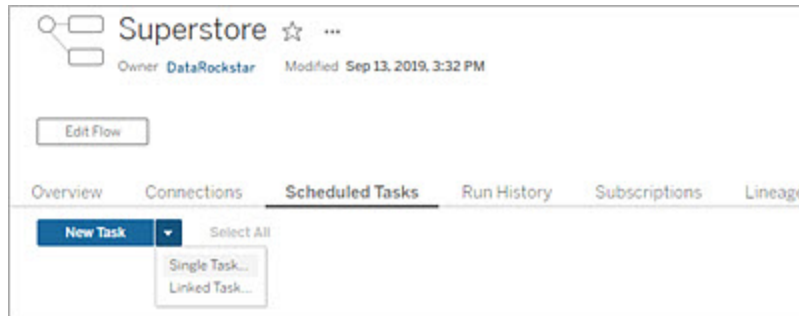 Superstore ☆ ···
Owner DataRockstar Modified Sep 13, 2019, 3:32 PM
Edit Flow
Overview Connections Scheduled Tasks Run History Subscriptions Lineage
New Task Select All
Single Task...
Linked Task...